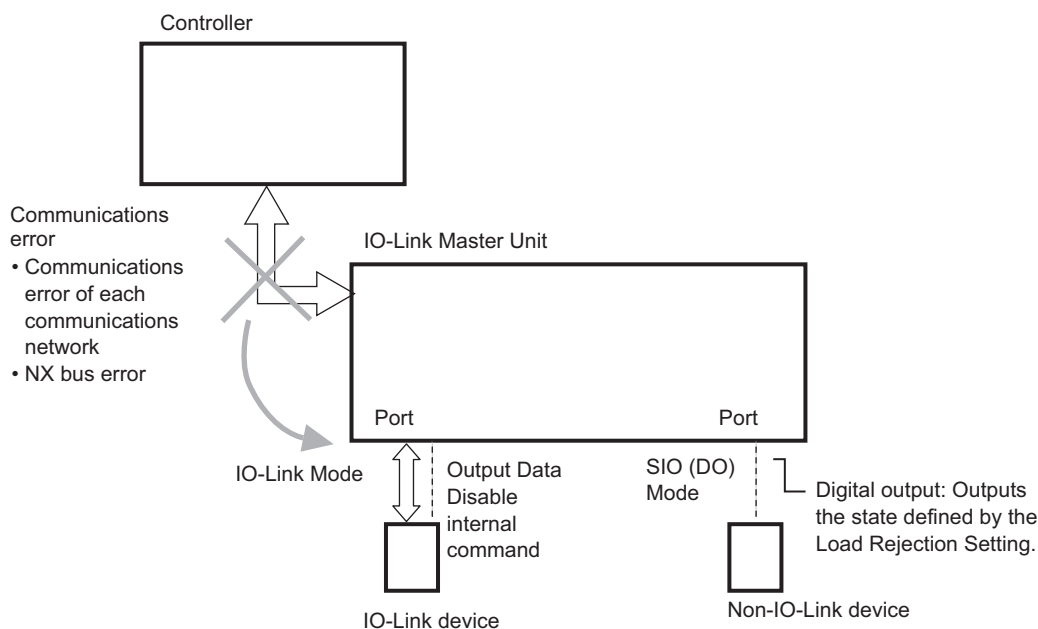 Controller
Communications
error
• Communications
error of each
communications
network
• NX bus error
IO-Link Master Unit
Port
Port
IO-Link Mode
Output Data
Disable
internal
command
SIO (DO)
Mode
Digital output: Outputs
the state defined by the
Load Rejection Setting.
IO-Link device
Non-IO-Link device